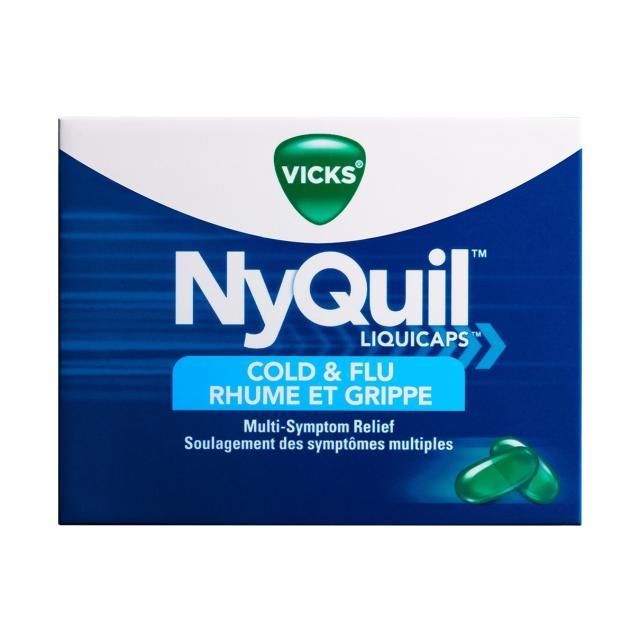 VICKS®
NyQuil™
LIQUICAPS™
COLD & FLU
RHUME ET GRIPPE
Multi-Symptom Relief
Soulagement des symptômes multiples